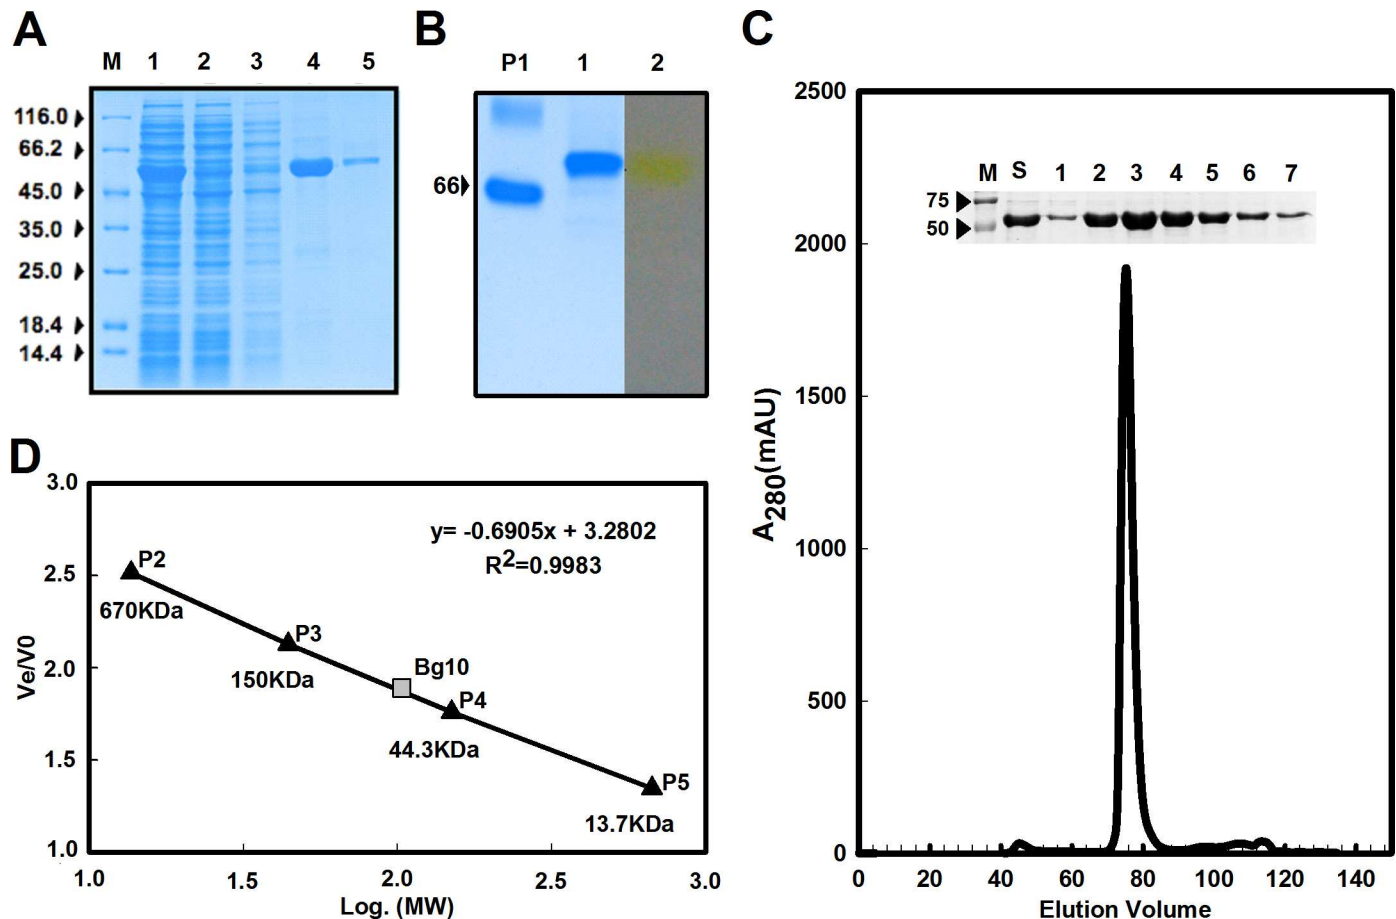 A
M 1 2 3 4 5
116.0
66.2
45.0
35.0
25.0
18.4
14.4
B
P1 1 2
66
C
2500
2000
1500
1000
500
0
A280(mAU)
M S 1 2 3 4 5 6 7
75
50
0 20 40 60 80 100 120 140
Elution Volume
D
3.0
2.5
2.0
1.5
1.0
Ve/V0
y= -0.6905x + 3.2802
R2=0.9983
P2
670KDa
P3
150KDa
Bg10
P4
44.3KDa
P5
13.7KDa
1.0 1.5 2.0 2.5 3.0
Log. (MW)